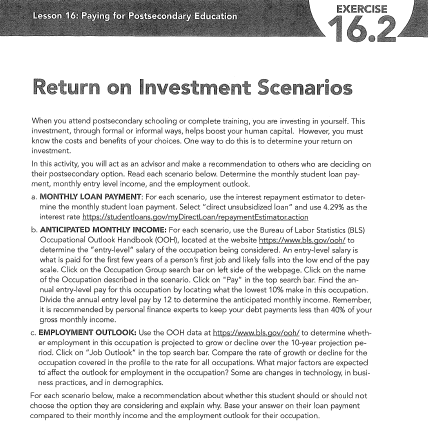 Lesson 16: Paying for Postsecondary Education
EXERCISE
16.2
Return on Investment Scenarios
When you attend postsecondary schooling or complete training, you are investing in yourself. This
investment, through formal or informal ways, helps boost your human capital. However, you must
know the costs and benefits of your choices. One way to do this is to determine your return on
investment.
In this activity, you will act as an advisor and make a recommendation to others who are deciding on
their postsecondary option. Read each scenario below. Determine the monthly student loan pay-
ment, monthly entry level income, and the employment outlook.
a. MONTHLY LOAN PAYMENT: For each scenario, use the interest repayment estimator to deter-
mine the monthly student loan payment. Select "direct unsubsidized loan" and use 4.29% as the
interest rate https://studentloans.gov/myDirectLoan/repaymentEstimator.action
b. ANTICIPATED MONTHLY INCOME: For each scenario, use the Bureau of Labor Statistics (BLS)
Occupational Outlook Handbook (OOH), located at the website https://www.bls.gov/ooh/ to
determine the "entry-level" salary of the occupation being considered. An entry-level salary is
what is paid for the first few years of a person's first job and likely falls into the low end of the pay
scale. Click on the Occupation Group search bar on left side of the webpage. Click on the name
of the Occupation described in the scenario. Click on "Pay" in the top search bar. Find the an-
nual entry-level pay for this occupation by locating what the lowest 10% make in this occupation.
Divide the annual entry level pay by 12 to determine the anticipated monthly income. Remember,
it is recommended by personal finance experts to keep your debt payments less than 40% of your
gross monthly income.
c. EMPLOYMENT OUTLOOK: Use the OOH data at https://www.bls.gov/ooh/ to determine wheth-
er employment in this occupation is projected to grow or decline over the 10-year projection pe-
riod. Click on "Job Outlook" in the top search bar. Compare the rate of growth or decline for the
occupation covered in the profile to the rate for all occupations. What major factors are expected
to affect the outlook for employment in the occupation? Some are changes in technology, in busi-
ness practices, and in demographics.
For each scenario below, make a recommendation about whether this student should or should not
choose the option they are considering and explain why. Base your answer on their loan payment
compared to their monthly income and the employment outlook for their occupation.